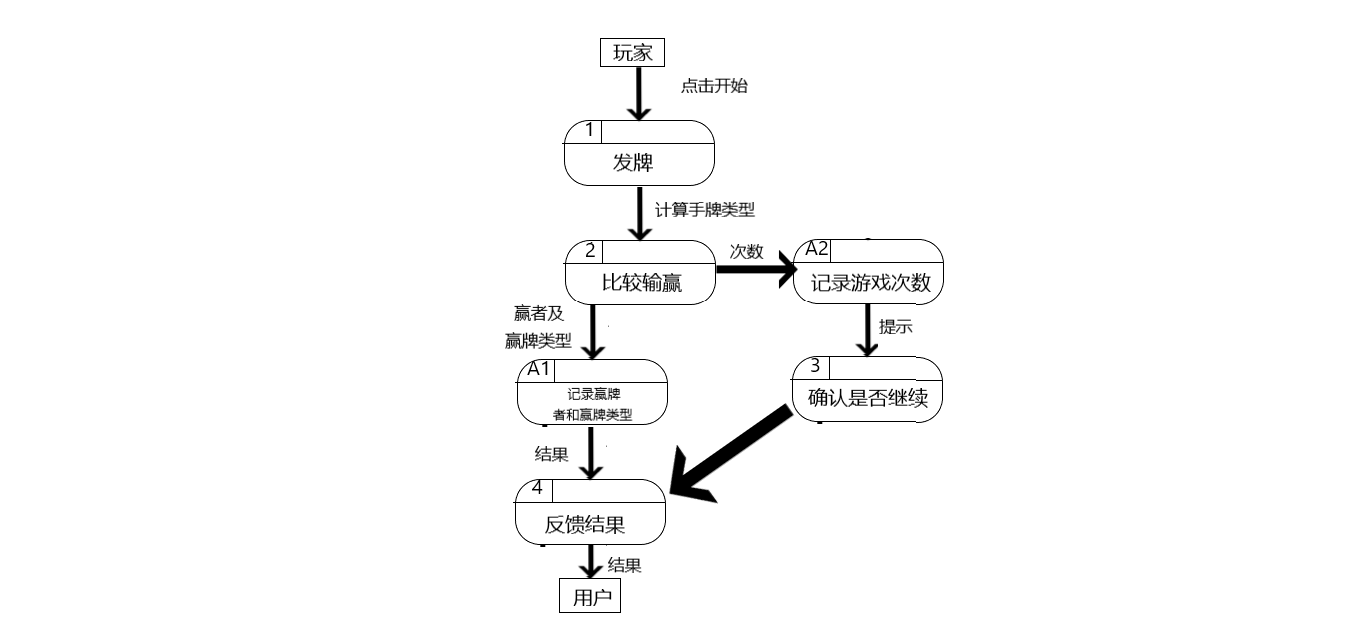 玩家
点击开始
1
发牌
计算手牌类型
2
比较输赢
次数
A2
记录游戏次数
赢者及
赢牌类型
提示
A1
记录赢牌
者和赢牌类型
3
确认是否继续
结果
4
反馈结果
结果
用户